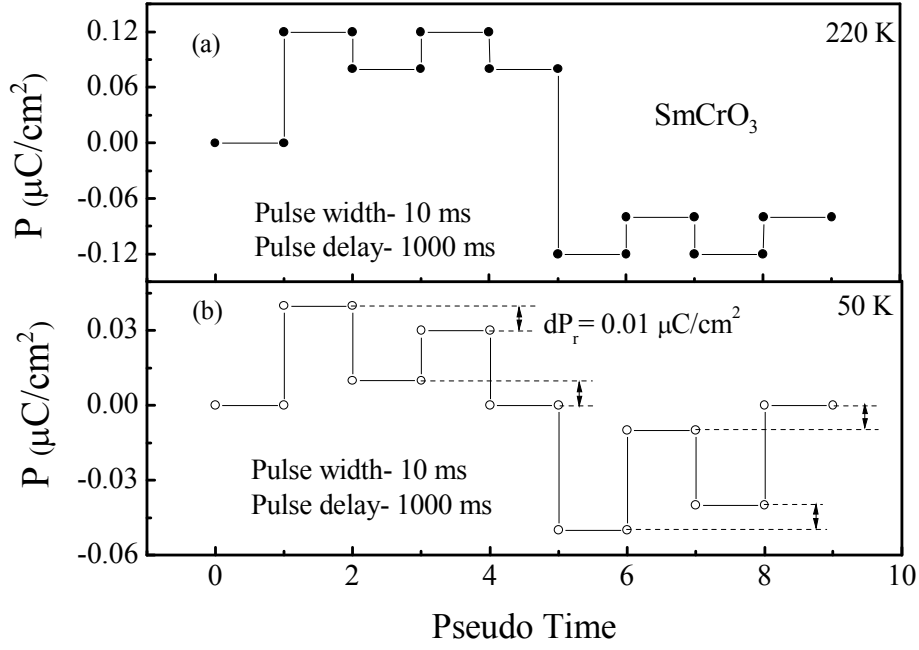 0.12
0.06
0.00
-0.06
-0.12
P (μC/cm²)
(a)
220 K
SmCrO₃
Pulse width- 10 ms
Pulse delay- 1000 ms
0.03
0.00
-0.03
-0.06
P (μC/cm²)
(b)
50 K
dPᵣ= 0.01 μC/cm²
Pulse width- 10 ms
Pulse delay- 1000 ms
0 2 4 6 8 10
Pseudo Time